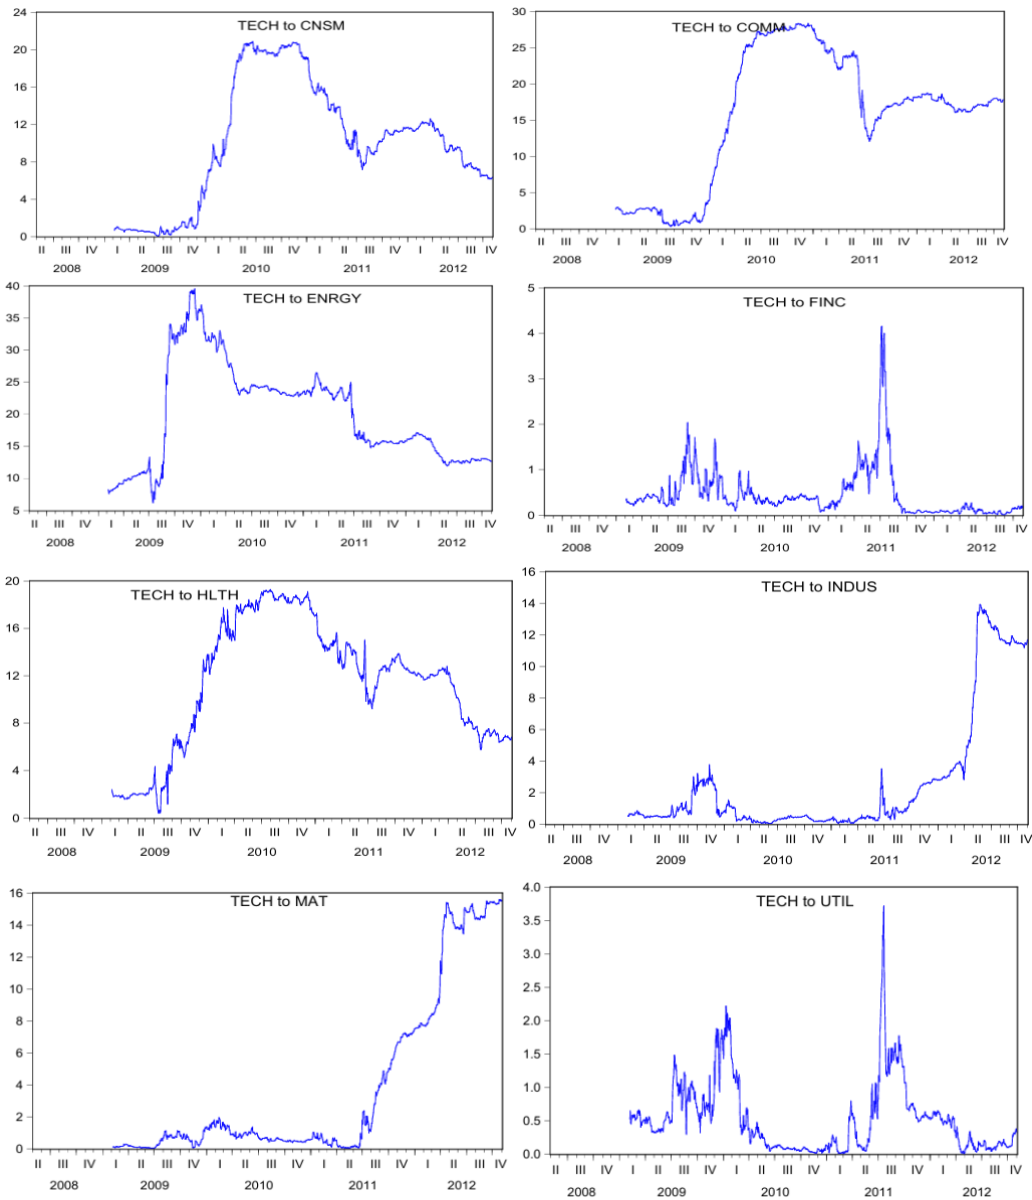 TECH to CNSM
24
20
16
12
8
4
0
II III IV I II III IV I II III IV I II III IV I II III IV
2008 2009 2010 2011 2012
TECH to COMM
30
25
20
15
10
5
0
II III IV I II III IV I II III IV I II III IV I II III IV
2008 2009 2010 2011 2012
TECH to ENRGY
40
35
30
25
20
15
10
5
II III IV I II III IV I II III IV I II III IV I II III IV
2008 2009 2010 2011 2012
TECH to FINC
5
4
3
2
1
0
II III IV I II III IV I II III IV I II III IV I II III IV
2008 2009 2010 2011 2012
TECH to HLTH
20
16
12
8
4
0
II III IV I II III IV I II III IV I II III IV I II III IV
2008 2009 2010 2011 2012
TECH to INDUS
16
14
12
10
8
6
4
2
0
II III IV I II III IV I II III IV I II III IV I II III IV
2008 2009 2010 2011 2012
TECH to MAT
16
14
12
10
8
6
4
2
0
II III IV I II III IV I II III IV I II III IV I II III IV
2008 2009 2010 2011 2012
TECH to UTIL
4.0
3.5
3.0
2.5
2.0
1.5
1.0
0.5
0.0
II III IV I II III IV I II III IV I II III IV I II III IV
2008 2009 2010 2011 2012